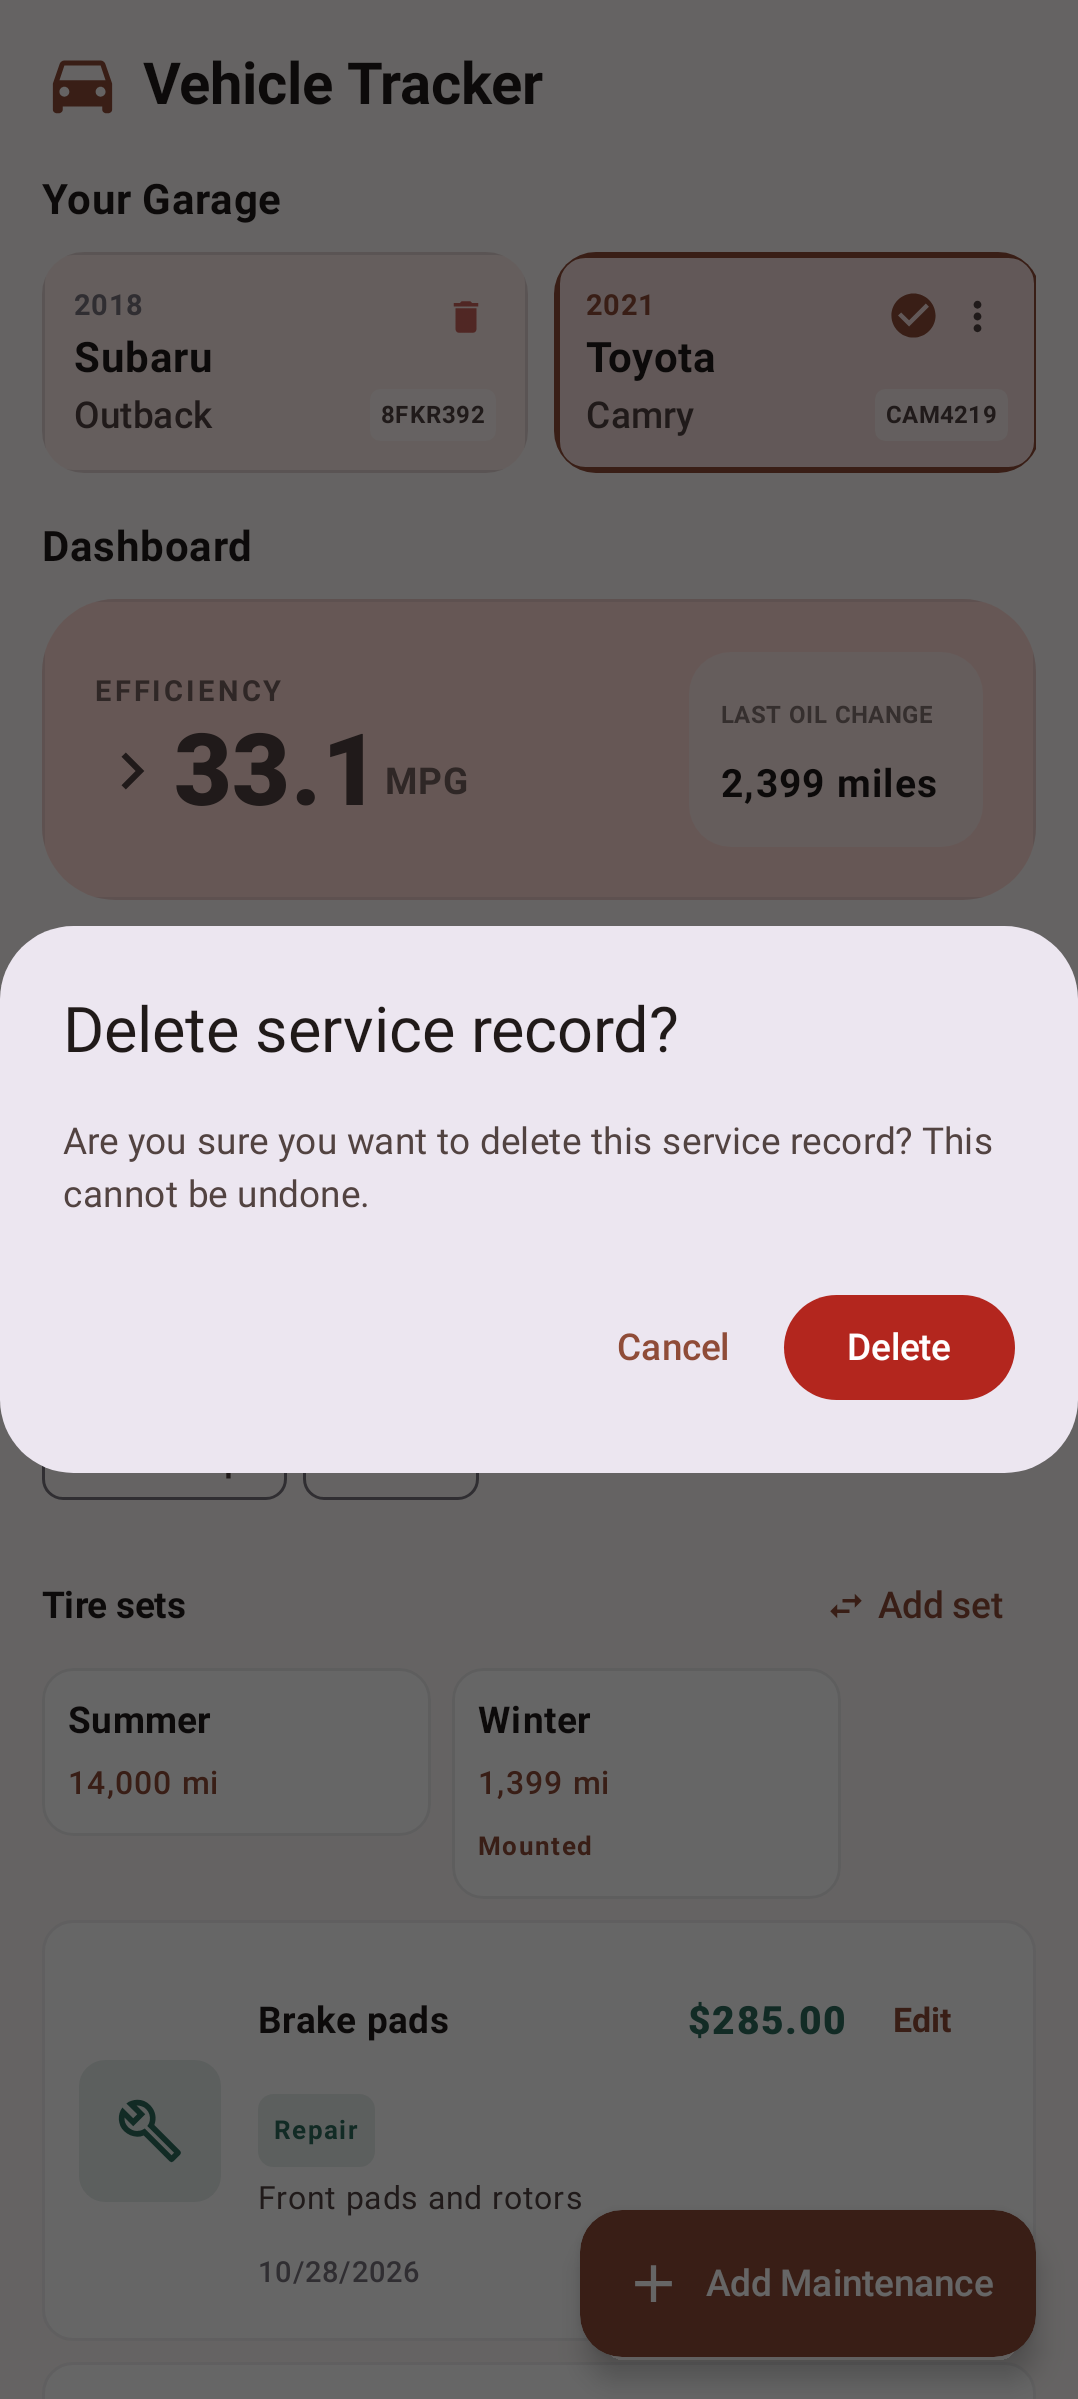 Vehicle Tracker
Your Garage
2018
Subaru
Outback
8FKR392
2021
Toyota
Camry
CAM4219
Dashboard
EFFICIENCY
33.1 MPG
LAST OIL CHANGE
2,399 miles
Delete service record?
Are you sure you want to delete this service record? This
cannot be undone.
Cancel
Delete
Tire sets
Add set
Summer
14,000 mi
Winter
1,399 mi
Mounted
Brake pads
$285.00
Edit
Repair
Front pads and rotors
10/28/2026
Add Maintenance